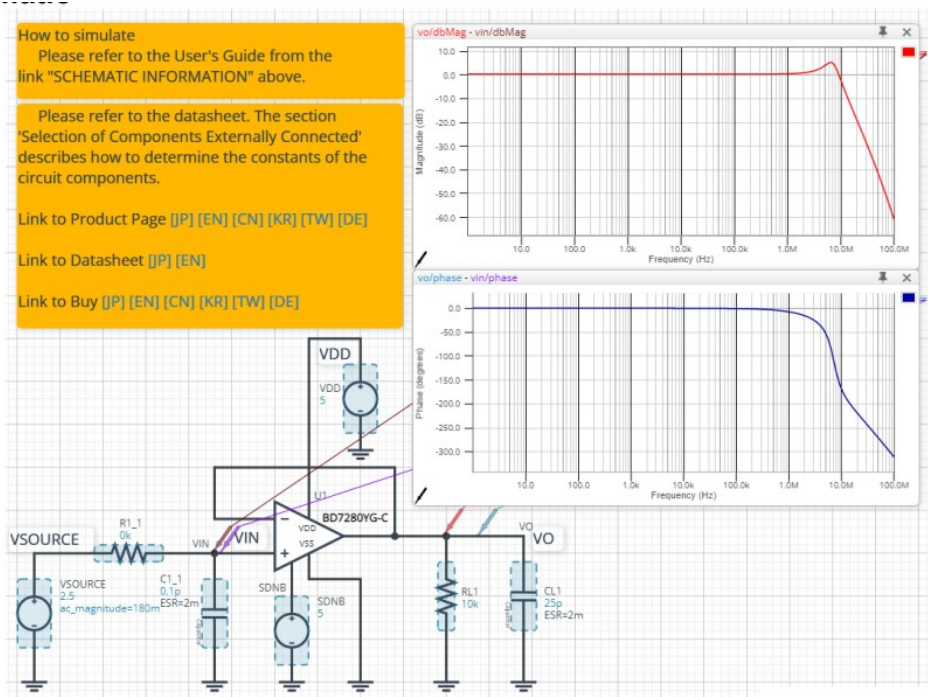 How to simulate
Please refer to the User's Guide from the
link "SCHEMATIC INFORMATION" above.
Please refer to the datasheet. The section
'Selection of Components Externally Connected'
describes how to determine the constants of the
circuit components.
Link to Product Page [JP] [EN] [CN] [KR] [TW] [DE]
Link to Datasheet [JP] [EN]
Link to Buy [JP] [EN] [CN] [KR] [TW] [DE]
vo/dbMag - vin/dbMag
10.0
0.0
-10.0
-20.0
-30.0
-40.0
-50.0
-60.0
Magnitude (dB)
10.0 100.0 1.0k 10.0k 100.0k 1.0M 10.0M 100.0M
Frequency (Hz)
vo/phase - vin/phase
0.0
-50.0
-100.0
-150.0
-200.0
-250.0
-300.0
Phase (degrees)
10.0 100.0 1.0k 10.0k 100.0k 1.0M 10.0M 100.0M
Frequency (Hz)
VDD
VDD
5
U1
BD7280YG-C
VDD
VSS
VSOURCE
R1_1
0k
VIN
VIN
VO
VO
VSOURCE
2.5
ac_magnitude=180m
C1_1
0.1p
ESR=2m
SDNB
SDNB
5
RL1
10k
CL1
25p
ESR=2m